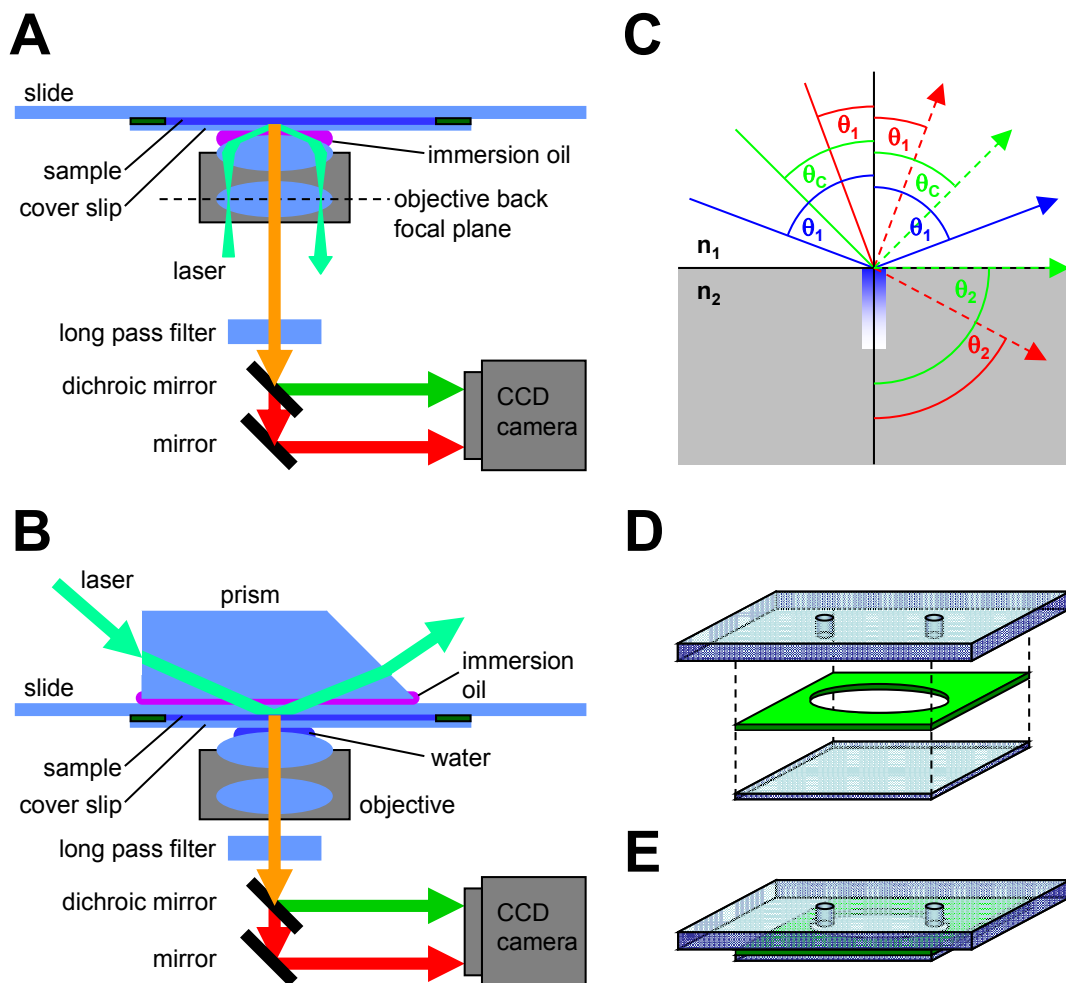 A
slide
sample
cover slip
immersion oil
objective back
focal plane
laser
long pass filter
dichroic mirror
mirror
CCD
camera
B
laser
prism
immersion
oil
slide
sample
cover slip
water
objective
long pass filter
dichroic mirror
mirror
CCD
camera
C
θ1
θ1
θC
θC
θ1
θ1
n1
n2
θ2
θ2
D
E